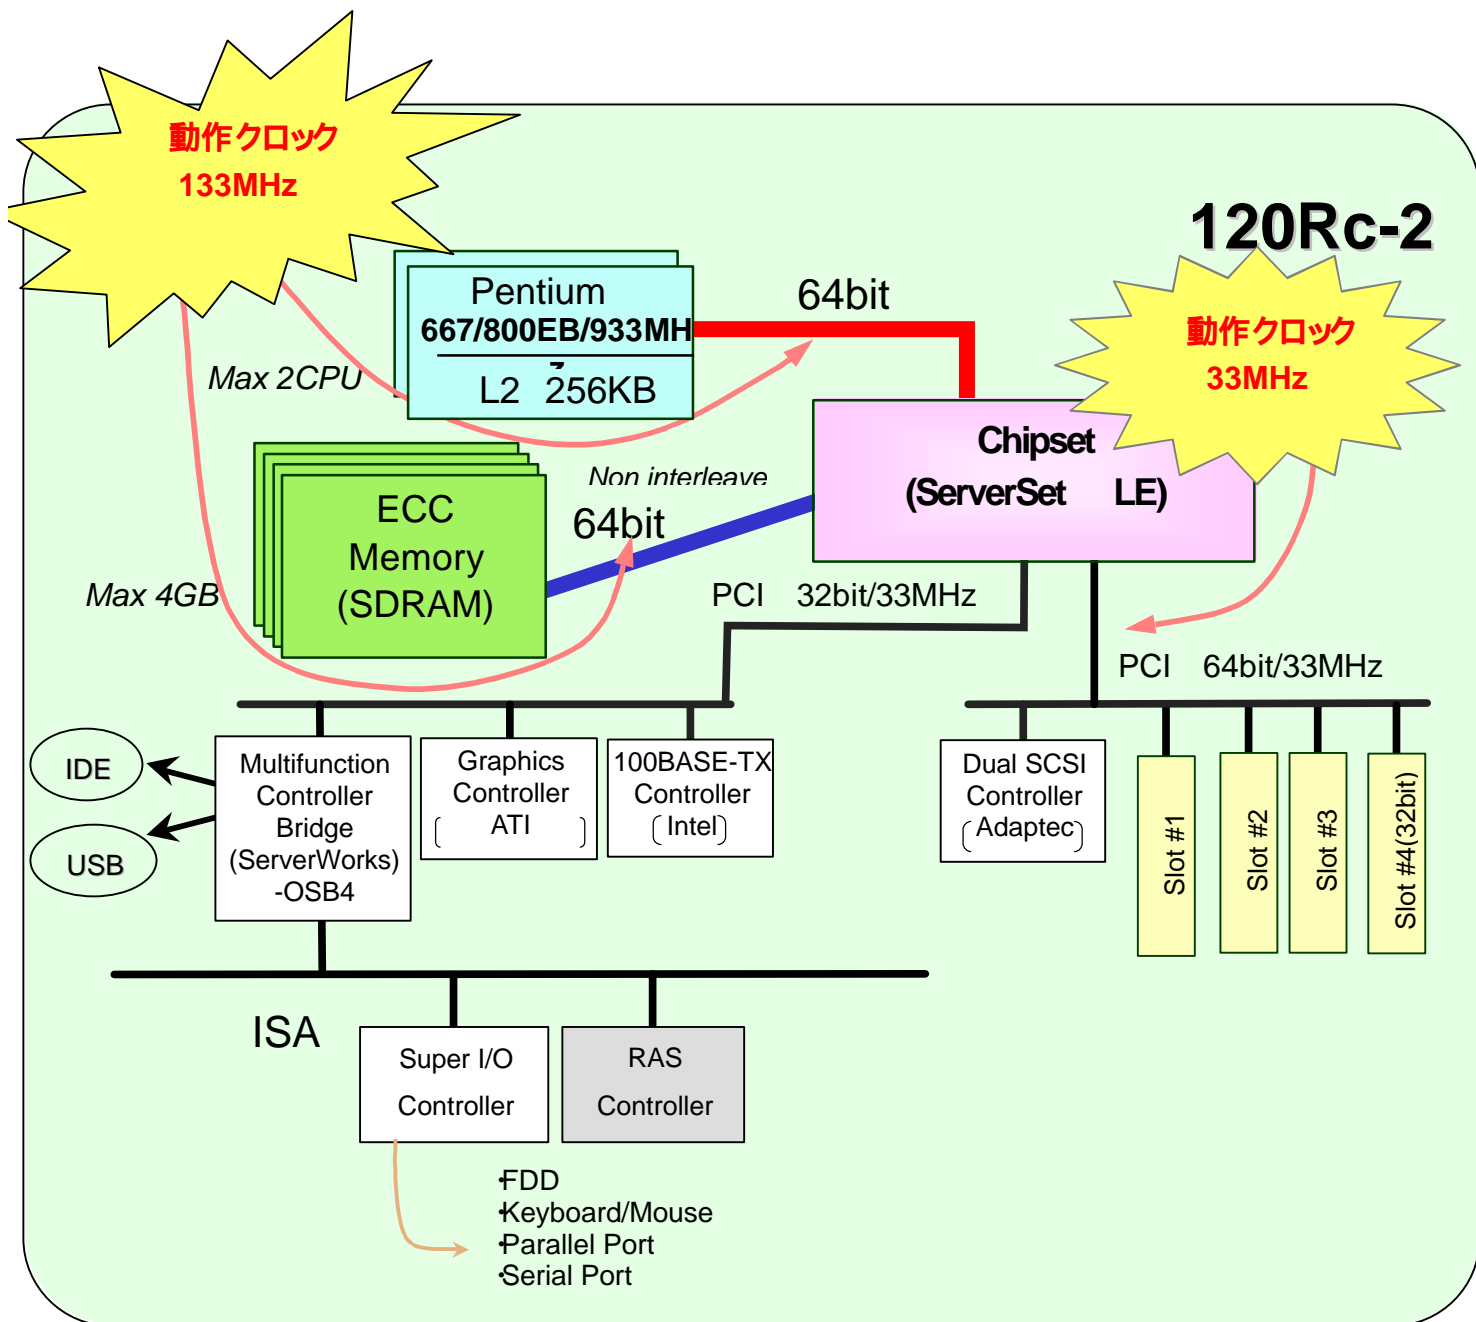 動作クロック
133MHz
120Rc-2
Pentium
667/800EB/933MH
z
L2 256KB
Max 2CPU
64bit
動作クロック
33MHz
Chipset
(ServerSet LE)
Non interleave
64bit
ECC
Memory
(SDRAM)
Max 4GB
PCI 32bit/33MHz
PCI 64bit/33MHz
IDE
USB
Multifunction
Controller
Bridge
(ServerWorks)
-OSB4
Graphics
Controller
[ ATI ]
100BASE-TX
Controller
[Intel]
Dual SCSI
Controller
[Adaptec]
Slot #1
Slot #2
Slot #3
Slot #4(32bit)
ISA
Super I/O
Controller
RAS
Controller
・FDD
・Keyboard/Mouse
・Parallel Port
・Serial Port